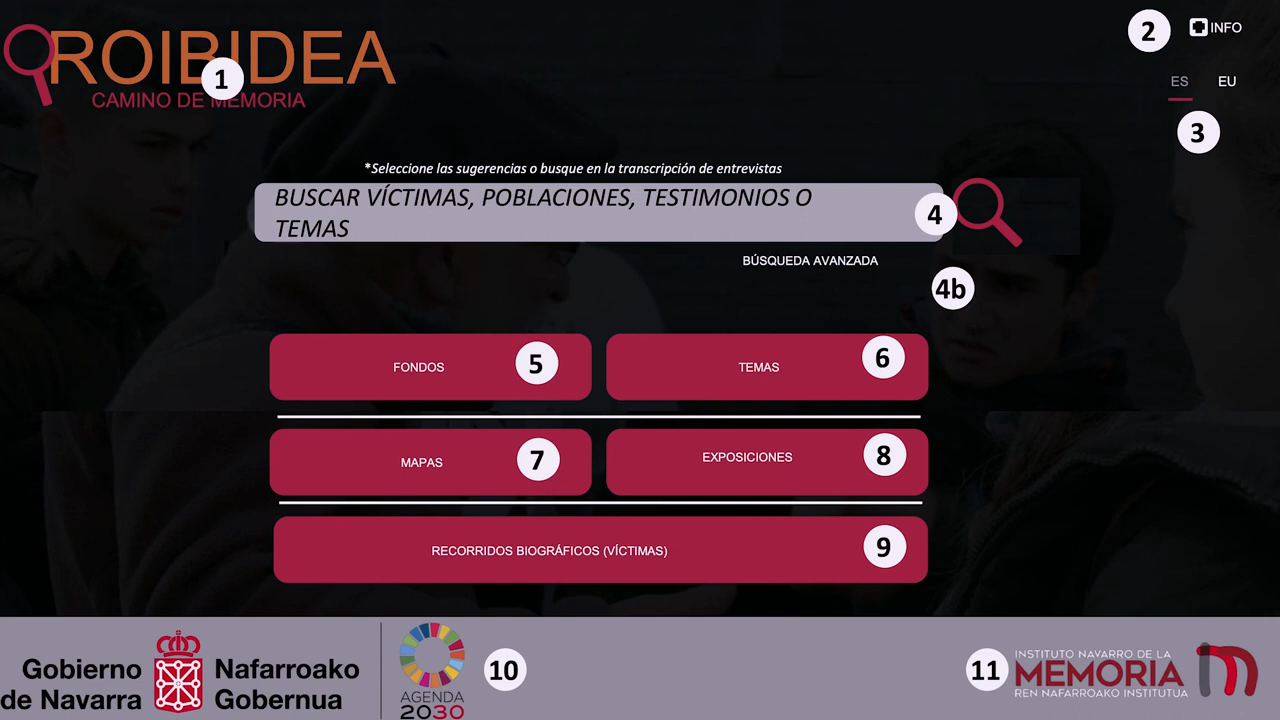 ROIBIDEA
1
CAMINO DE MEMORIA
2
INFO
ES EU
3
*Seleccione las sugerencias o busque en la transcripción de entrevistas
BUSCAR VÍCTIMAS, POBLACIONES, TESTIMONIOS O
TEMAS
4
BÚSQUEDA AVANZADA
4b
FONDOS 5
TEMAS 6
MAPAS 7
EXPOSICIONES 8
RECORRIDOS BIOGRÁFICOS (VÍCTIMAS) 9
Gobierno
de Navarra
Nafarroako
Gobernua
AGENDA
2030
10
11
INSTITUTO NAVARRO DE LA
MEMORIA
REN NAFARROAKO INSTITUTUA